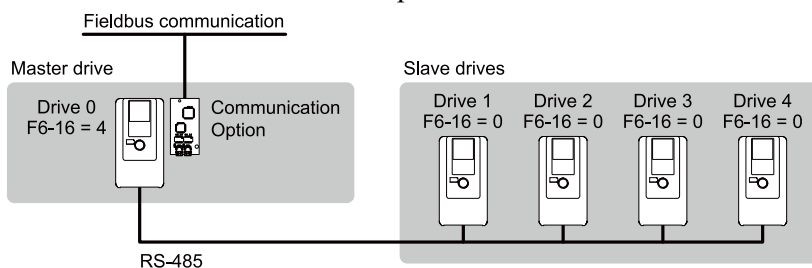 Fieldbus communication
Master drive
Drive 0
F6-16 = 4
Communication
Option
Slave drives
Drive 1
F6-16 = 0
Drive 2
F6-16 = 0
Drive 3
F6-16 = 0
Drive 4
F6-16 = 0
RS-485